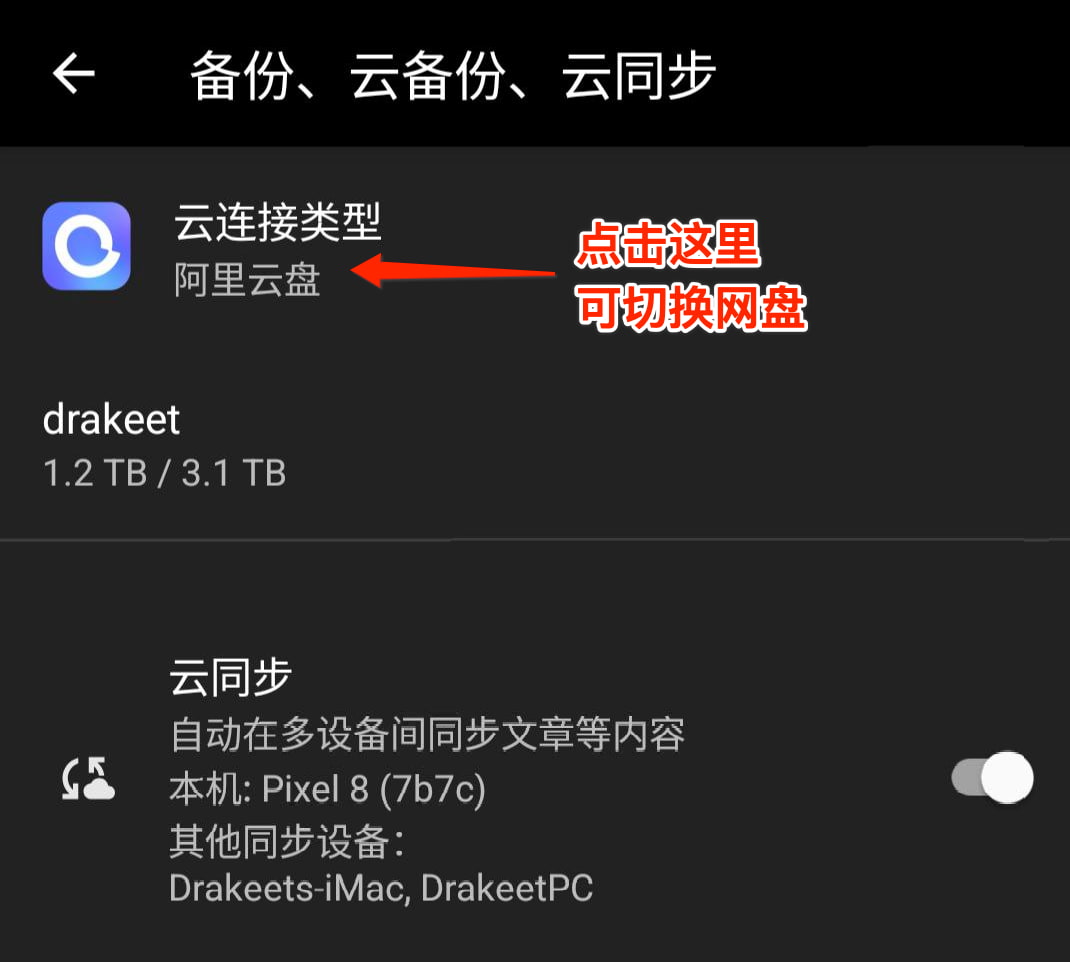 备份、云备份、云同步
云连接类型
阿里云盘
点击这里
可切换网盘
drakeet
1.2 TB / 3.1 TB
云同步
自动在多设备间同步文章等内容
本机: Pixel 8 (7b7c)
其他同步设备：
Drakeets-iMac, DrakeetPC